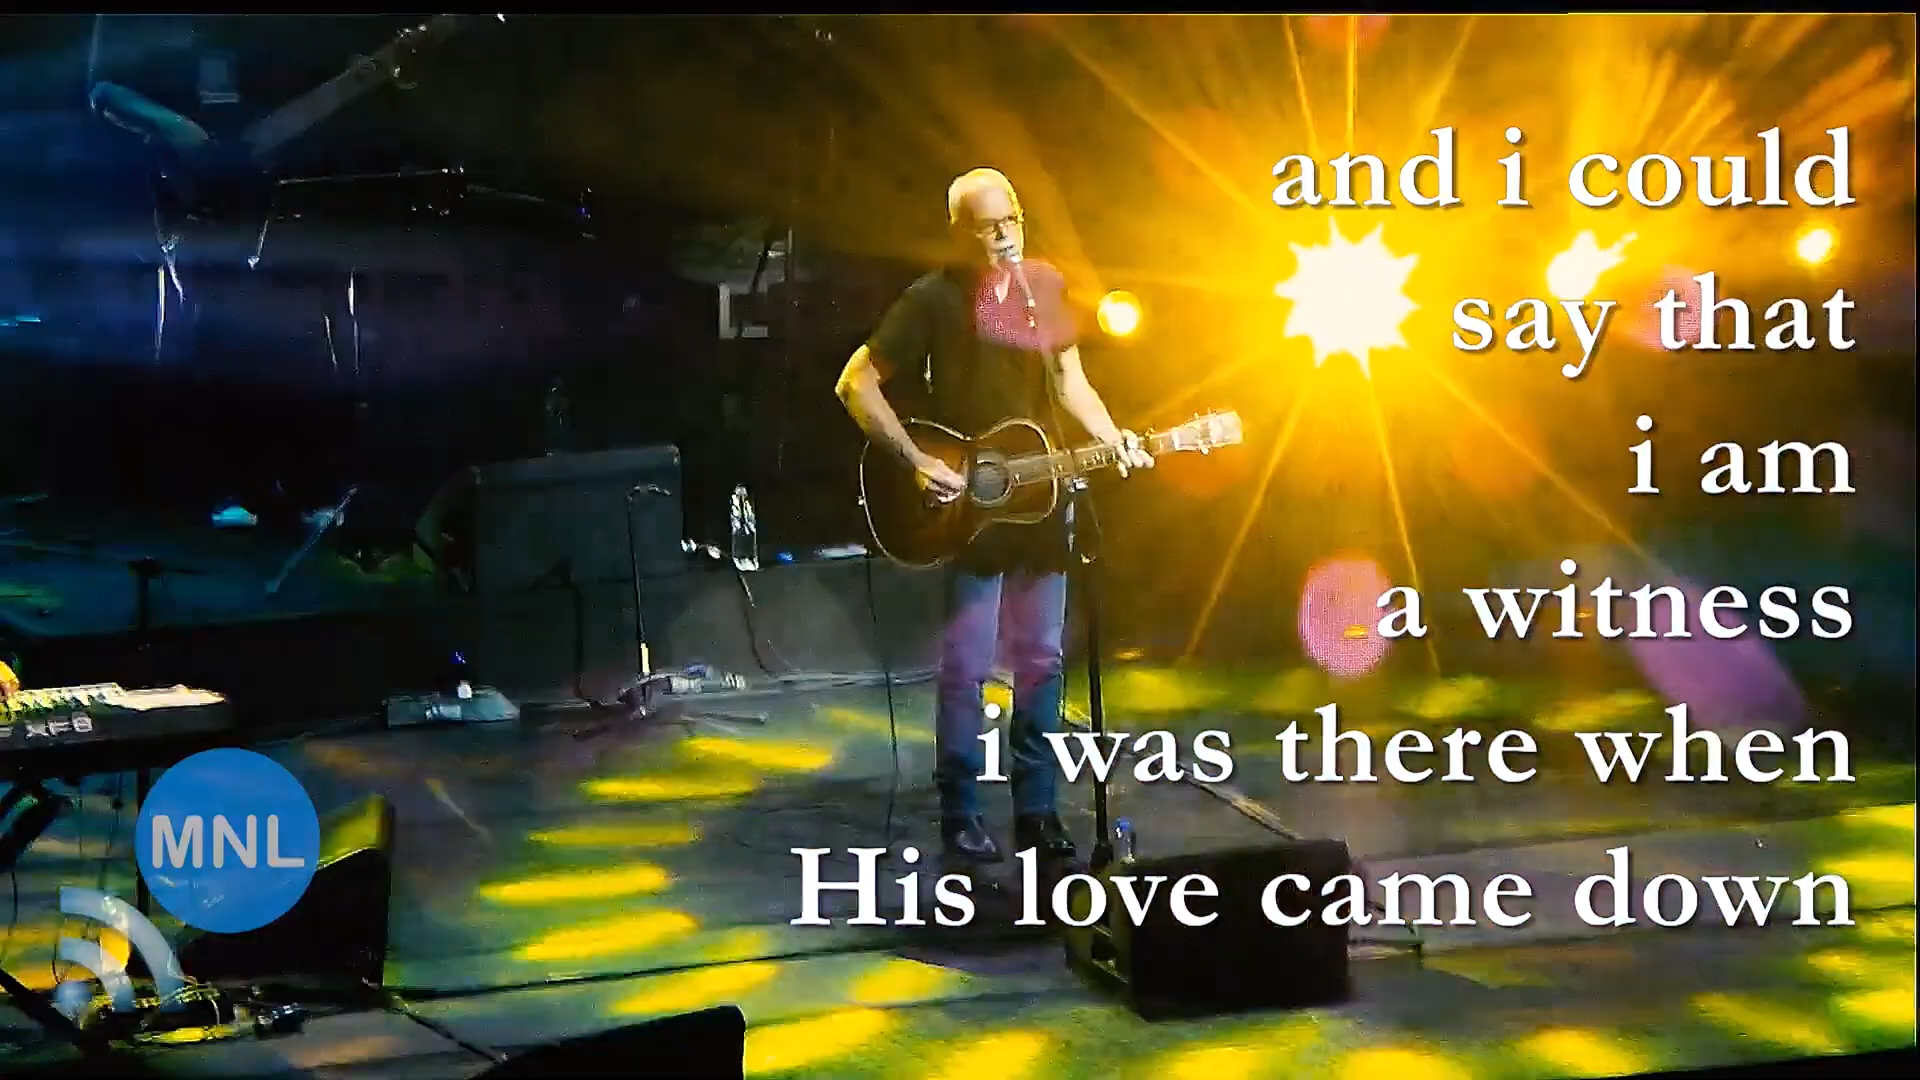 and i could
say that
i am
a witness
i was there when
His love came down
XF8
MNL